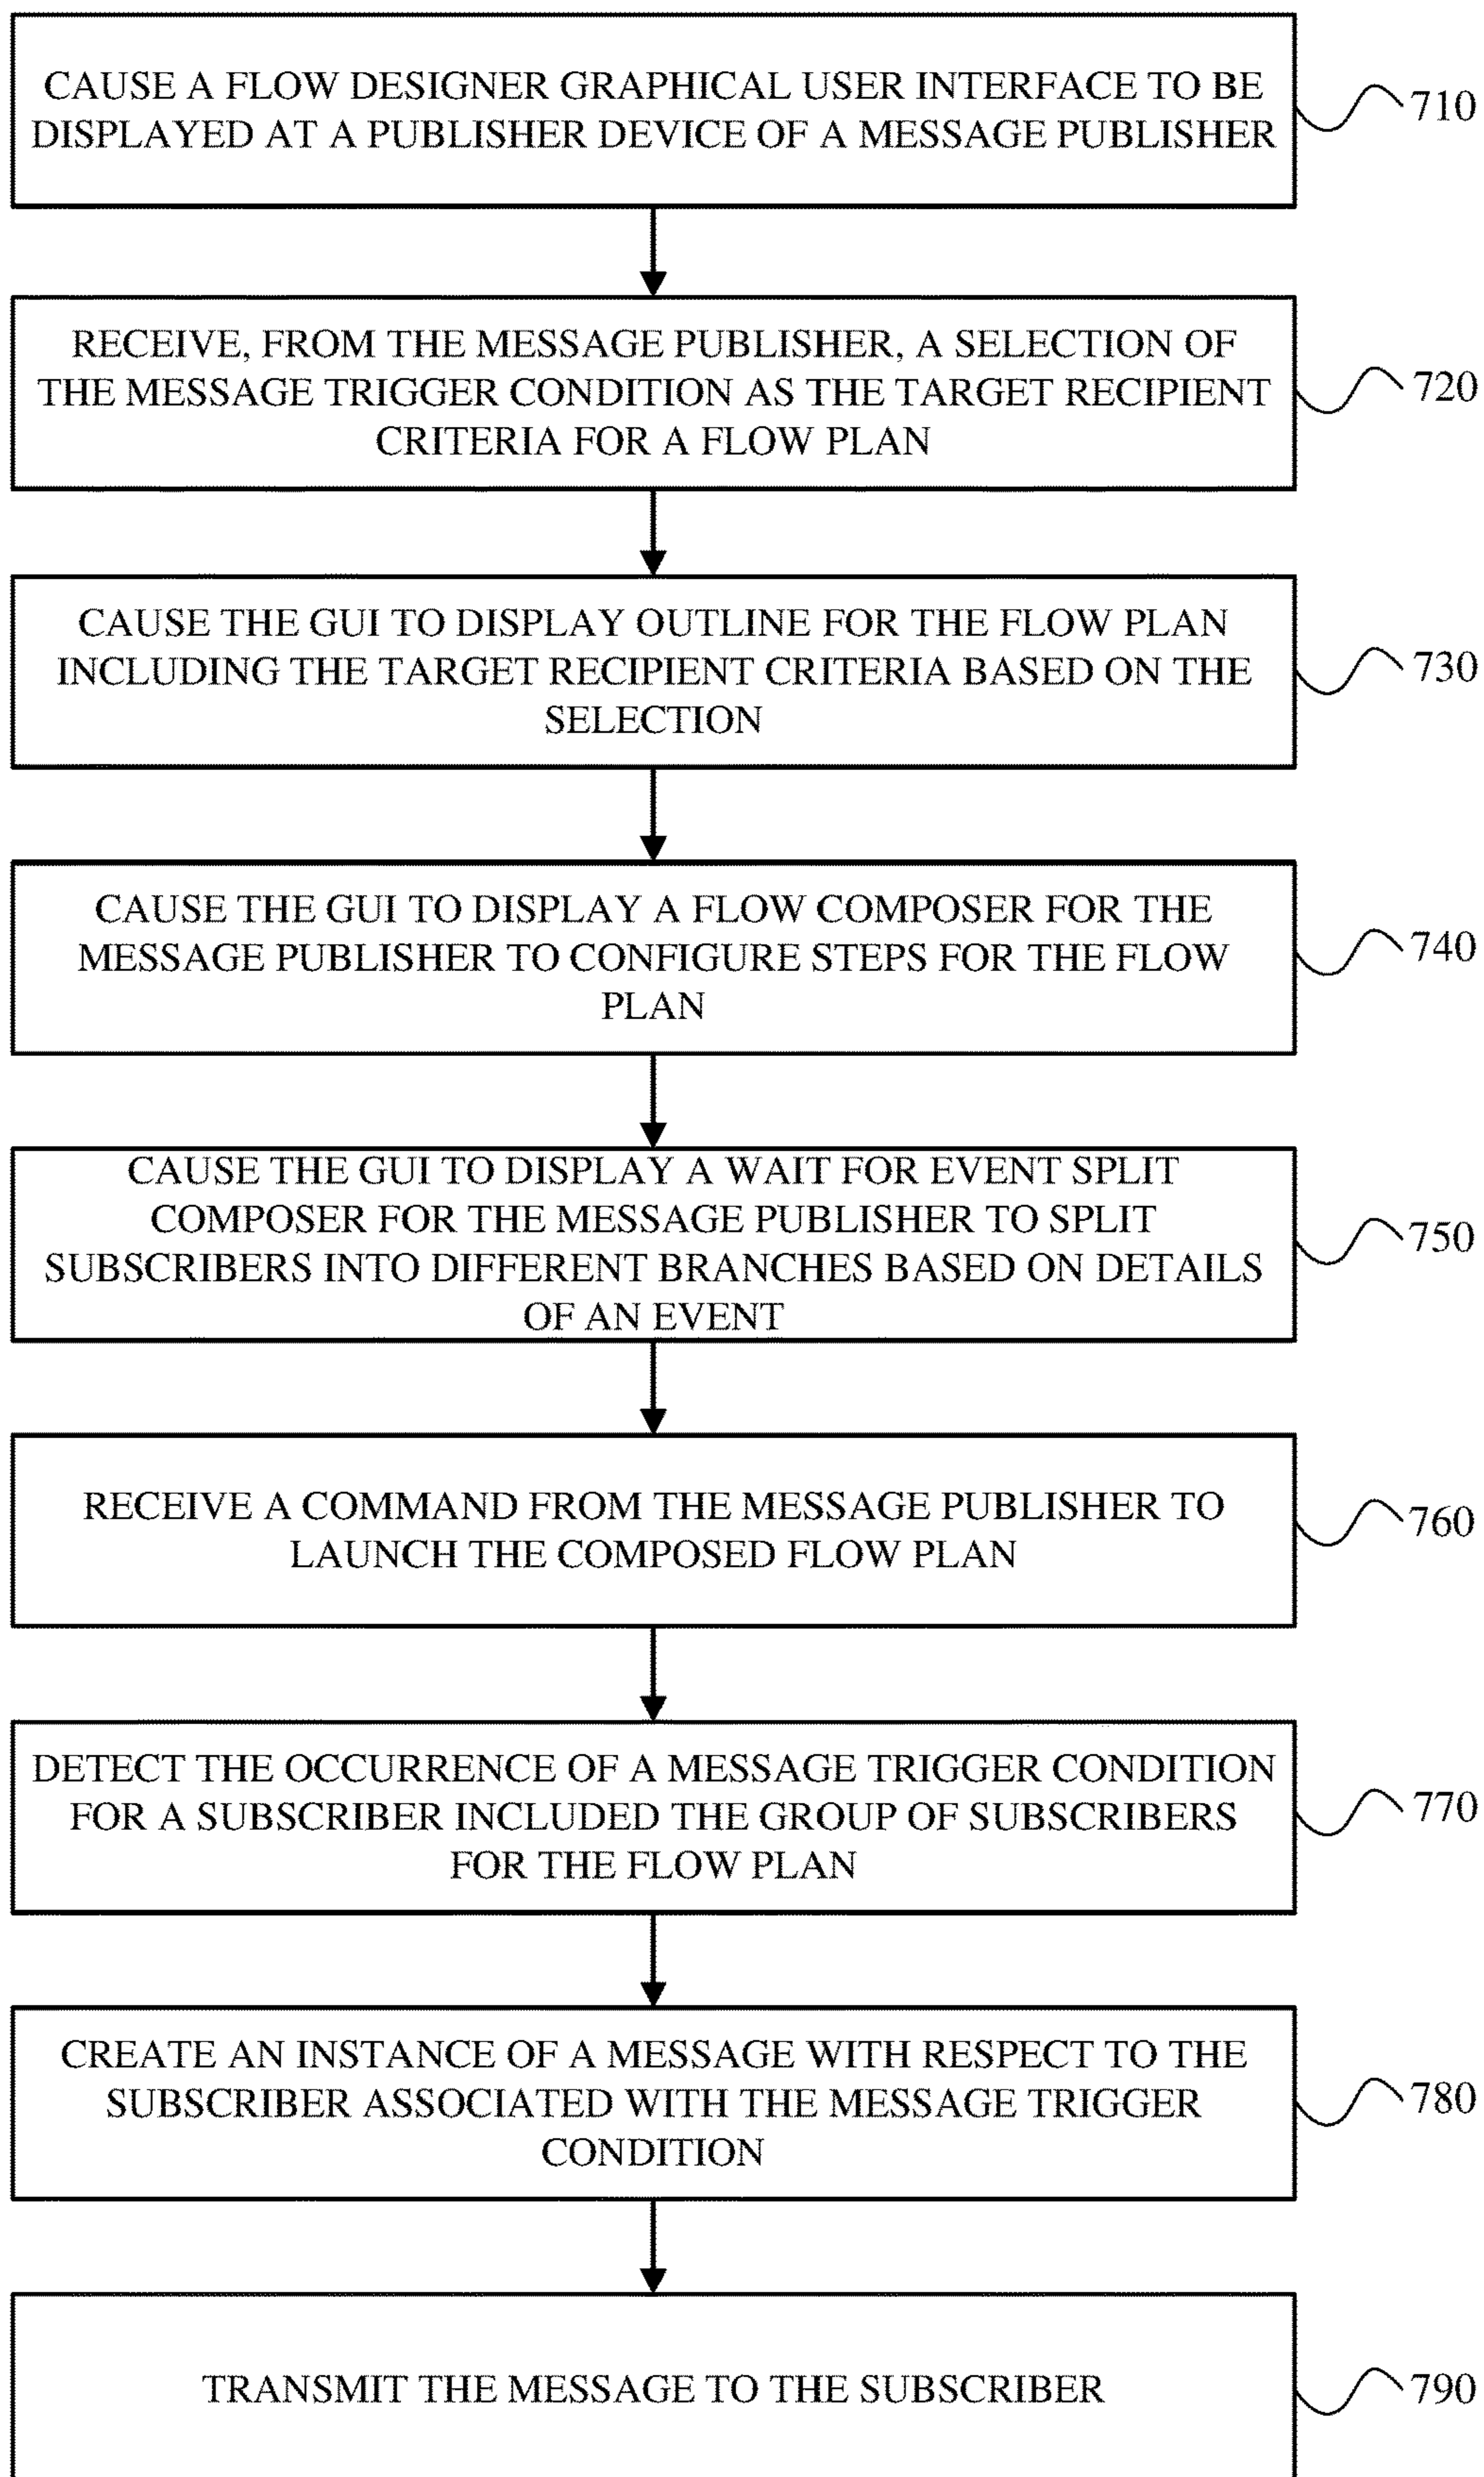 CAUSE A FLOW DESIGNER GRAPHICAL USER INTERFACE TO BE
DISPLAYED AT A PUBLISHER DEVICE OF A MESSAGE PUBLISHER
710
RECEIVE, FROM THE MESSAGE PUBLISHER, A SELECTION OF
THE MESSAGE TRIGGER CONDITION AS THE TARGET RECIPIENT
CRITERIA FOR A FLOW PLAN
720
CAUSE THE GUI TO DISPLAY OUTLINE FOR THE FLOW PLAN
INCLUDING THE TARGET RECIPIENT CRITERIA BASED ON THE
SELECTION
730
CAUSE THE GUI TO DISPLAY A FLOW COMPOSER FOR THE
MESSAGE PUBLISHER TO CONFIGURE STEPS FOR THE FLOW
PLAN
740
CAUSE THE GUI TO DISPLAY A WAIT FOR EVENT SPLIT
COMPOSER FOR THE MESSAGE PUBLISHER TO SPLIT
SUBSCRIBERS INTO DIFFERENT BRANCHES BASED ON DETAILS
OF AN EVENT
750
RECEIVE A COMMAND FROM THE MESSAGE PUBLISHER TO
LAUNCH THE COMPOSED FLOW PLAN
760
DETECT THE OCCURRENCE OF A MESSAGE TRIGGER CONDITION
FOR A SUBSCRIBER INCLUDED THE GROUP OF SUBSCRIBERS
FOR THE FLOW PLAN
770
CREATE AN INSTANCE OF A MESSAGE WITH RESPECT TO THE
SUBSCRIBER ASSOCIATED WITH THE MESSAGE TRIGGER
CONDITION
780
TRANSMIT THE MESSAGE TO THE SUBSCRIBER
790